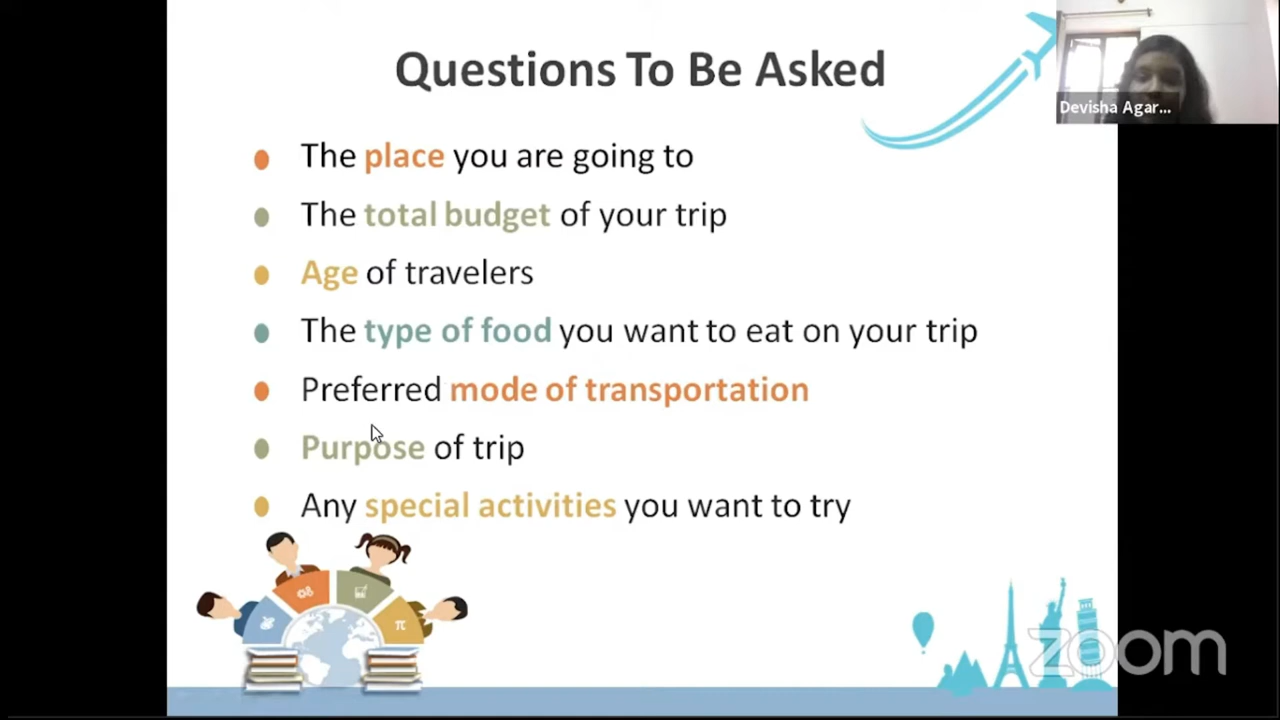 Questions To Be Asked
Devisha Agar...
The place you are going to
The total budget of your trip
Age of travelers
The type of food you want to eat on your trip
Preferred mode of transportation
Purpose of trip
Any special activities you want to try
π
zoom